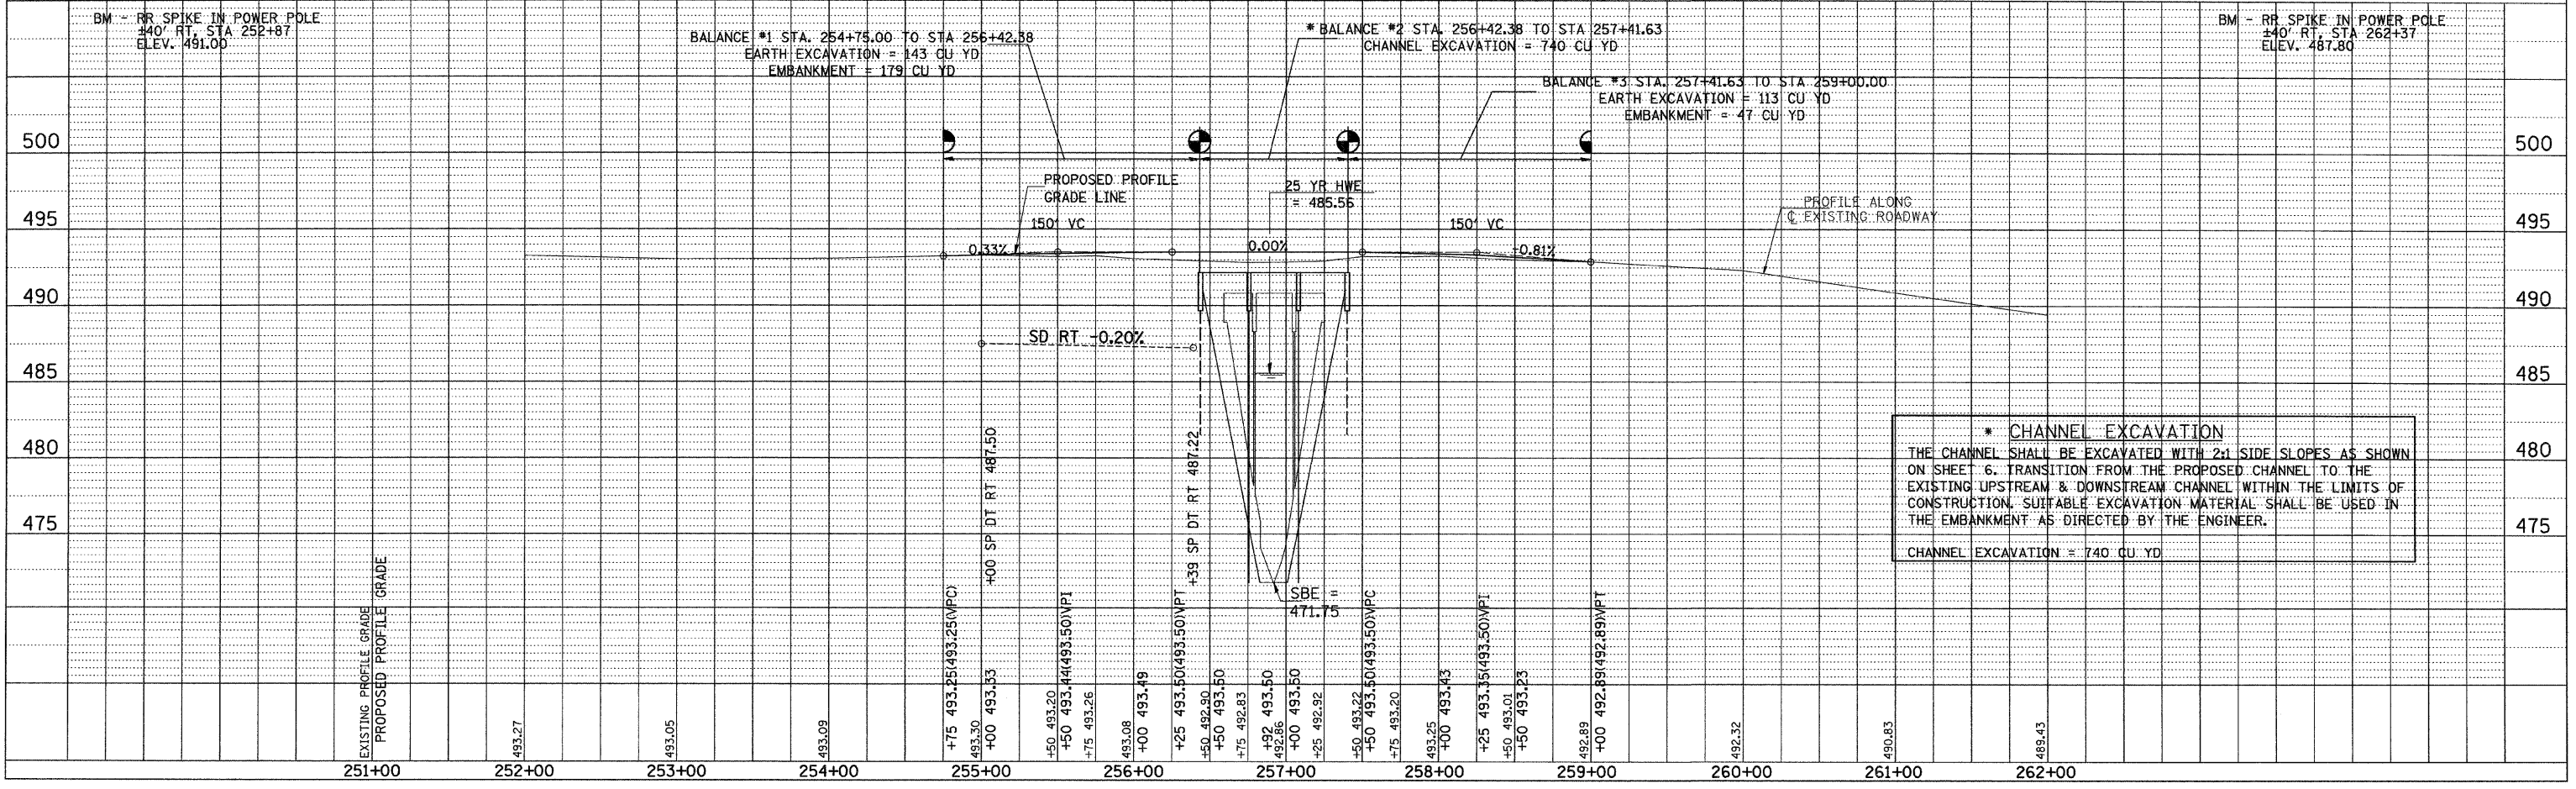 BM - RR SPIKE IN POWER POLE
±40' RT, STA 252+87
ELEV. 491.00
BALANCE #1 STA. 254+75.00 TO STA 256+42.38
EARTH EXCAVATION = 143 CU YD
EMBANKMENT = 179 CU YD
* BALANCE #2 STA. 256+42.38 TO STA 257+41.63
CHANNEL EXCAVATION = 740 CU YD
BALANCE #3 STA. 257+41.63 TO STA 259+00.00
EARTH EXCAVATION = 113 CU YD
EMBANKMENT = 47 CU YD
BM - RR SPIKE IN POWER POLE
±40' RT, STA 262+37
ELEV. 487.80
500
500
PROPOSED PROFILE
GRADE LINE
25 YR HWE
= 485.56
PROFILE ALONG
℄ EXISTING ROADWAY
495
495
150' VC
150' VC
0.33%
0.00%
-0.81%
490
490
SD RT -0.20%
485
485
480
480
475
475
+00 SP DT RT 487.50
+39 SP DT RT 487.22
SBE =
471.75
* CHANNEL EXCAVATION
THE CHANNEL SHALL BE EXCAVATED WITH 2:1 SIDE SLOPES AS SHOWN
ON SHEET 6. TRANSITION FROM THE PROPOSED CHANNEL TO THE
EXISTING UPSTREAM & DOWNSTREAM CHANNEL WITHIN THE LIMITS OF
CONSTRUCTION. SUITABLE EXCAVATION MATERIAL SHALL BE USED IN
THE EMBANKMENT AS DIRECTED BY THE ENGINEER.
CHANNEL EXCAVATION = 740 CU YD
EXISTING PROFILE GRADE
PROPOSED PROFILE GRADE
493.27
493.05
493.09
+75 493.25(493.25)VPC)
493.30
+00 493.33
+50 493.20
+50 493.44(493.50)VPI
+75 493.26
493.08
+00 493.49
+25 493.50(493.50)VPT
+50 492.90
+50 493.50
+75 492.83
+92 493.50
492.86
+00 493.50
+25 492.92
+50 493.22
+50 493.50(493.50)VPC
+75 493.20
493.25
+00 493.43
+25 493.35(493.50)VPI
+50 493.01
+50 493.23
492.89
+00 492.89(492.89)VPT
492.32
490.83
489.43
251+00
252+00
253+00
254+00
255+00
256+00
257+00
258+00
259+00
260+00
261+00
262+00